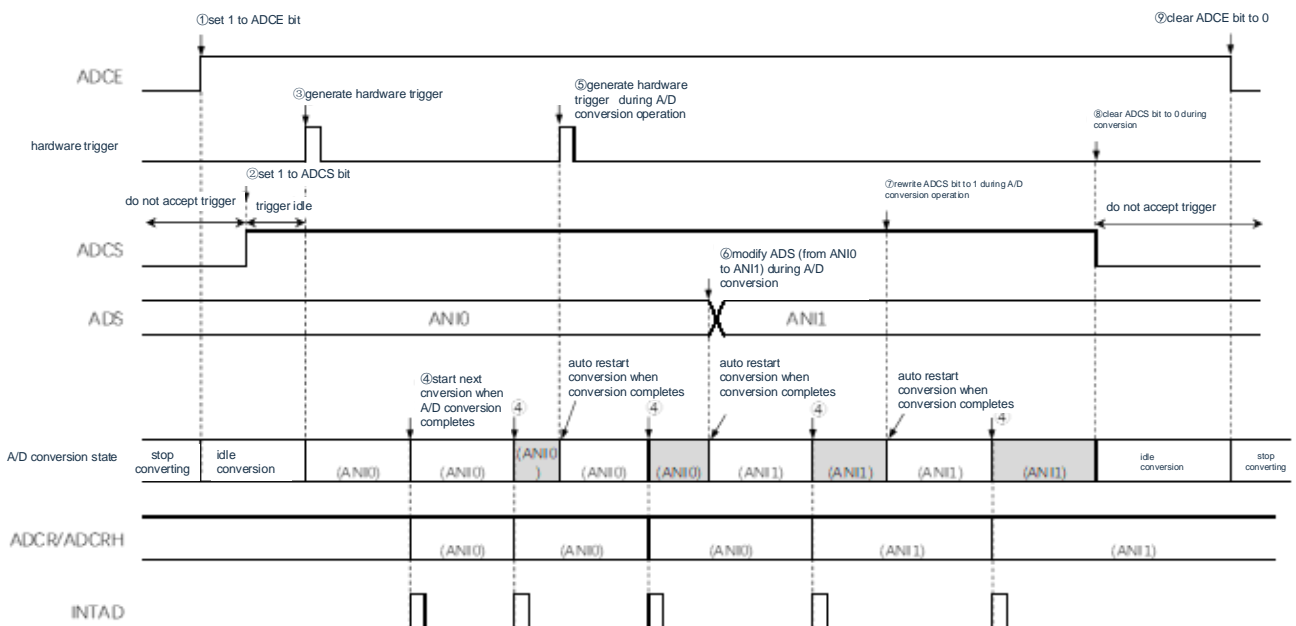 ①set 1 to ADCE bit
⑨clear ADCE bit to 0
ADCE
③generate hardware trigger
⑤generate hardware
trigger during A/D
conversion operation
⑧clear ADCS bit to 0 during
conversion
hardware trigger
②set 1 to ADCS bit
do not accept trigger
trigger idle
⑦rewrite ADCS bit to 1 during A/D
conversion operation
do not accept trigger
ADCS
⑥modify ADS (from ANI0
to ANI1) during A/D
conversion
ADS
ANI0
ANI1
④start next
cnversion when
A/D conversion
completes
④
auto restart
conversion when
conversion completes
④
auto restart
conversion when
conversion completes
④
auto restart
conversion when
conversion completes
④
A/D conversion state
stop
converting
idle
conversion
(ANI0)
(ANI0)
(ANI0
)
(ANI0)
(ANI0)
(ANI1)
(ANI1)
(ANI1)
(ANI1)
idle
conversion
stop
converting
ADCR/ADCRH
(ANI0)
(ANI0)
(ANI0)
(ANI1)
(ANI1)
INTAD